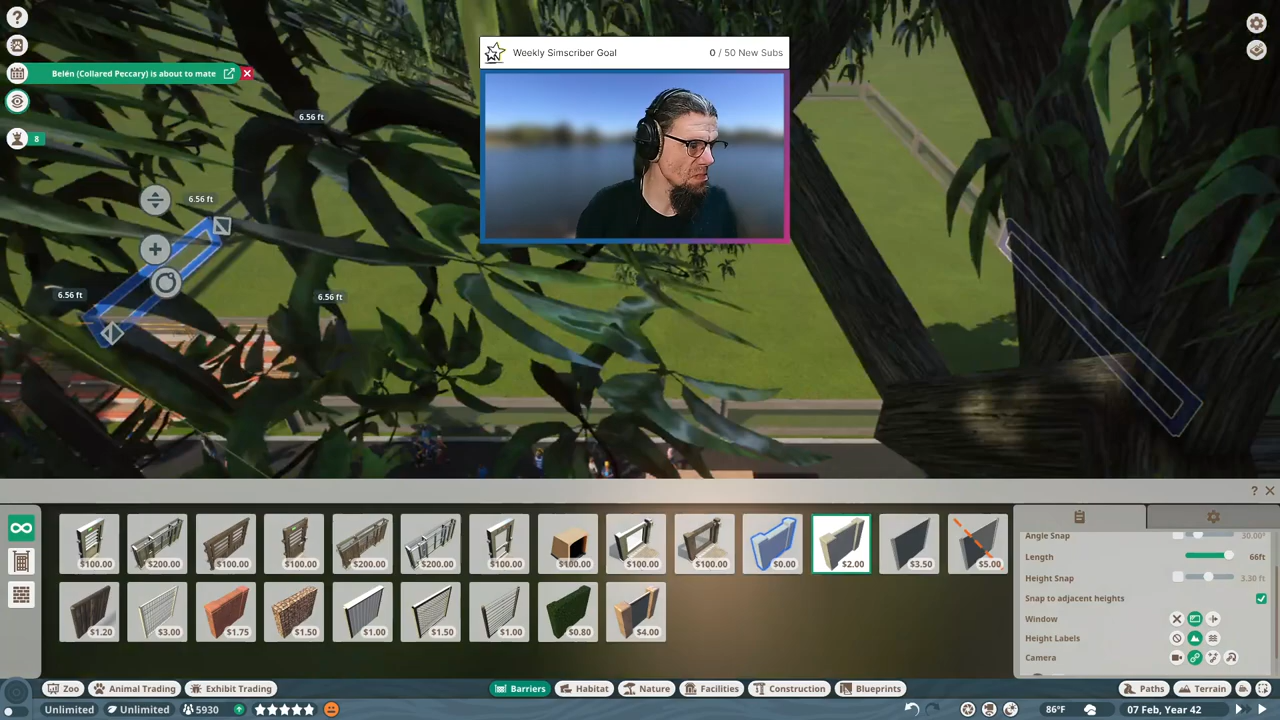 ?
Weekly Simscriber Goal 0 / 50 New Subs
Belén (Collared Peccary) is about to mate
8
6.56 ft
6.56 ft
6.56 ft
6.56 ft
?
$100.00 $200.00 $100.00 $100.00 $200.00 $200.00 $100.00 $100.00 $100.00 $100.00 $0.00 $2.00 $3.50 $5.00
$1.20 $3.00 $1.75 $1.50 $1.00 $1.50 $1.00 $0.80 $4.00
Angle Snap 30.00°
Length 66ft
Height Snap 3.30 ft
Snap to adjacent heights
Window
Height Labels
Camera
Zoo Animal Trading Exhibit Trading Barriers Habitat Nature Facilities Construction Blueprints Paths Terrain
Unlimited Unlimited 5930 86°F 07 Feb, Year 42